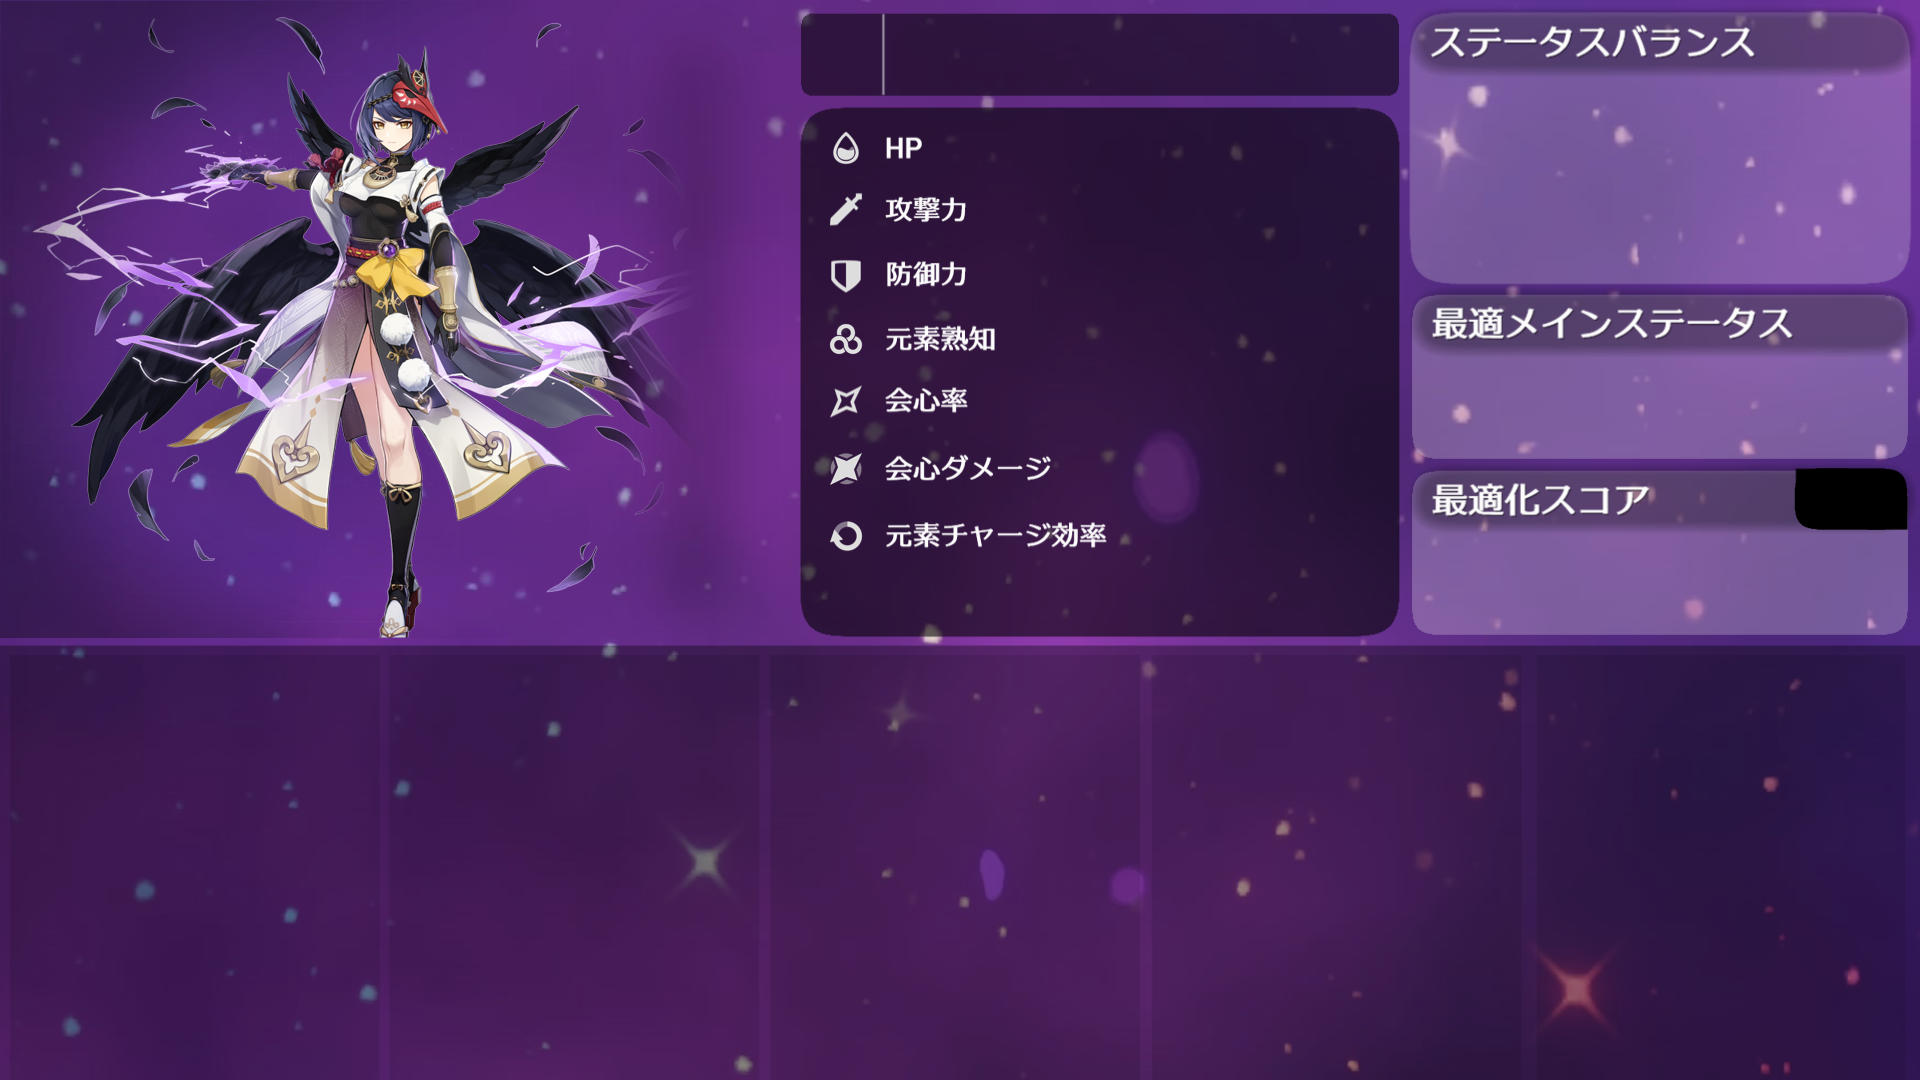 HP
攻撃力
防御力
元素熟知
会心率
会心ダメージ
元素チャージ効率
ステータスバランス
最適メインステータス
最適化スコア